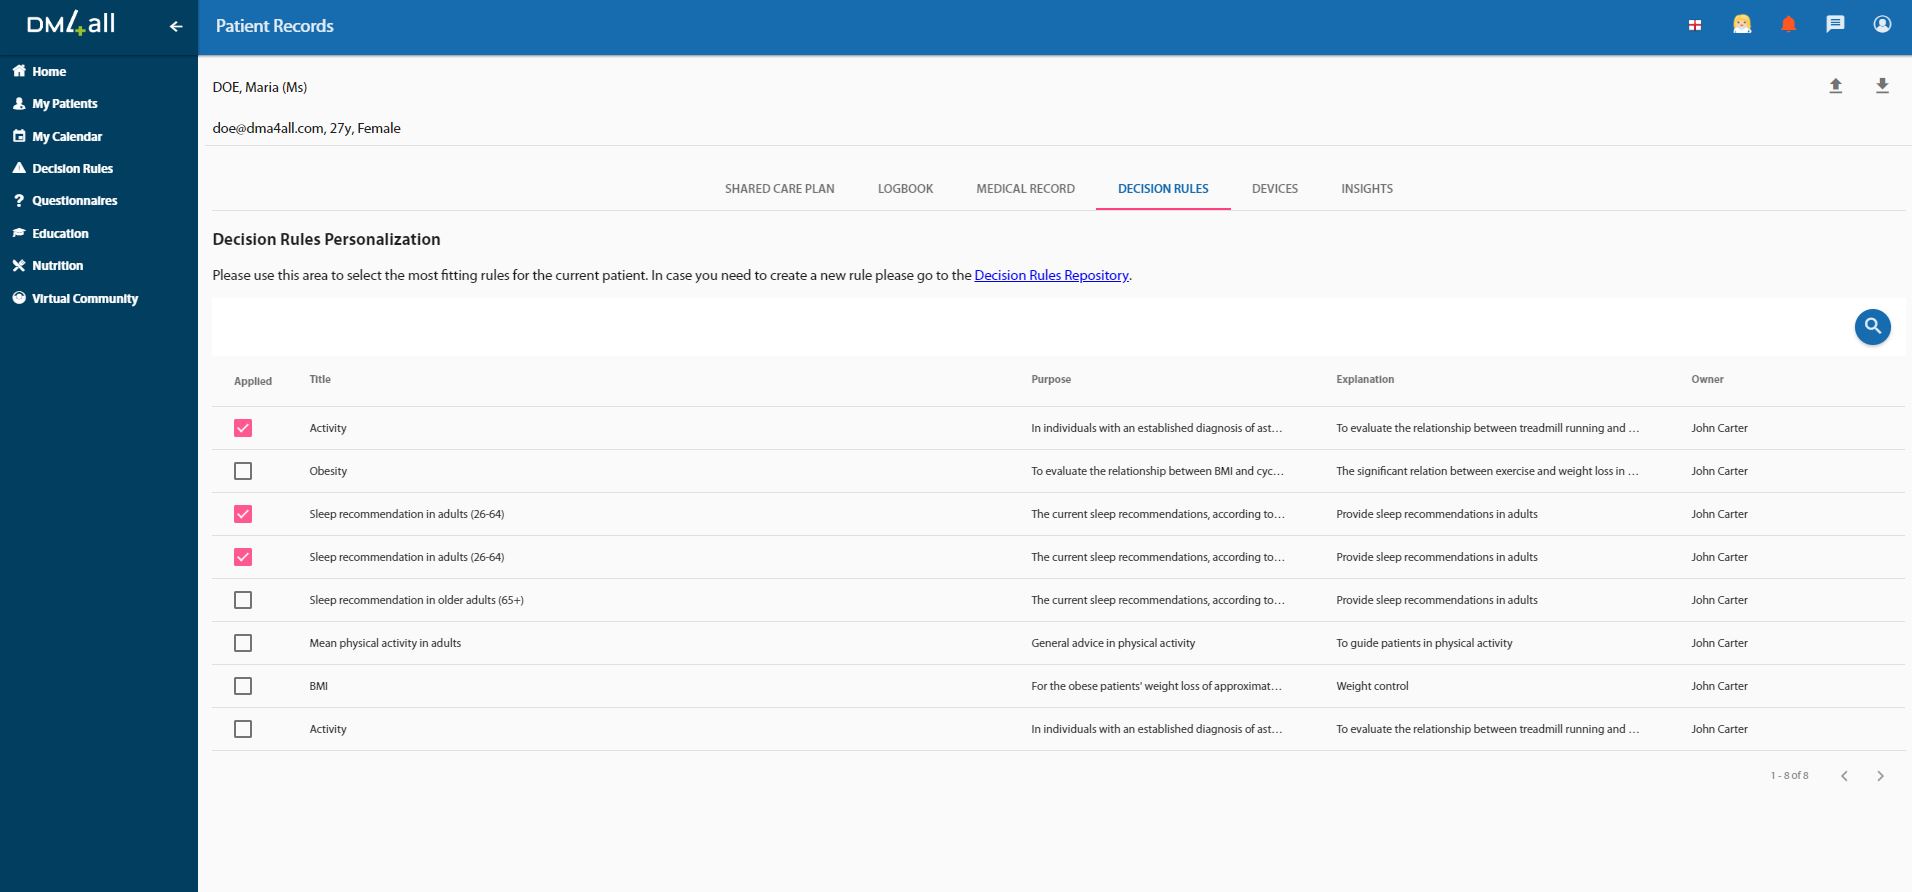 DM4all
Patient Records
Home
My Patients
My Calendar
Decision Rules
Questionnaires
Education
Nutrition
Virtual Community
DOE, Maria (Ms)
doe@dma4all.com, 27y, Female
SHARED CARE PLAN LOGBOOK MEDICAL RECORD DECISION RULES DEVICES INSIGHTS
Decision Rules Personalization
Please use this area to select the most fitting rules for the current patient. In case you need to create a new rule please go to the Decision Rules Repository.
Applied Title Purpose Explanation Owner
Activity In individuals with an established diagnosis of ast... To evaluate the relationship between treadmill running and ... John Carter
Obesity To evaluate the relationship between BMI and cyc... The significant relation between exercise and weight loss in ... John Carter
Sleep recommendation in adults (26-64) The current sleep recommendations, according to... Provide sleep recommendations in adults John Carter
Sleep recommendation in adults (26-64) The current sleep recommendations, according to... Provide sleep recommendations in adults John Carter
Sleep recommendation in older adults (65+) The current sleep recommendations, according to... Provide sleep recommendations in adults John Carter
Mean physical activity in adults General advice in physical activity To guide patients in physical activity John Carter
BMI For the obese patients' weight loss of approximat... Weight control John Carter
Activity In individuals with an established diagnosis of ast... To evaluate the relationship between treadmill running and ... John Carter
1 - 8 of 8